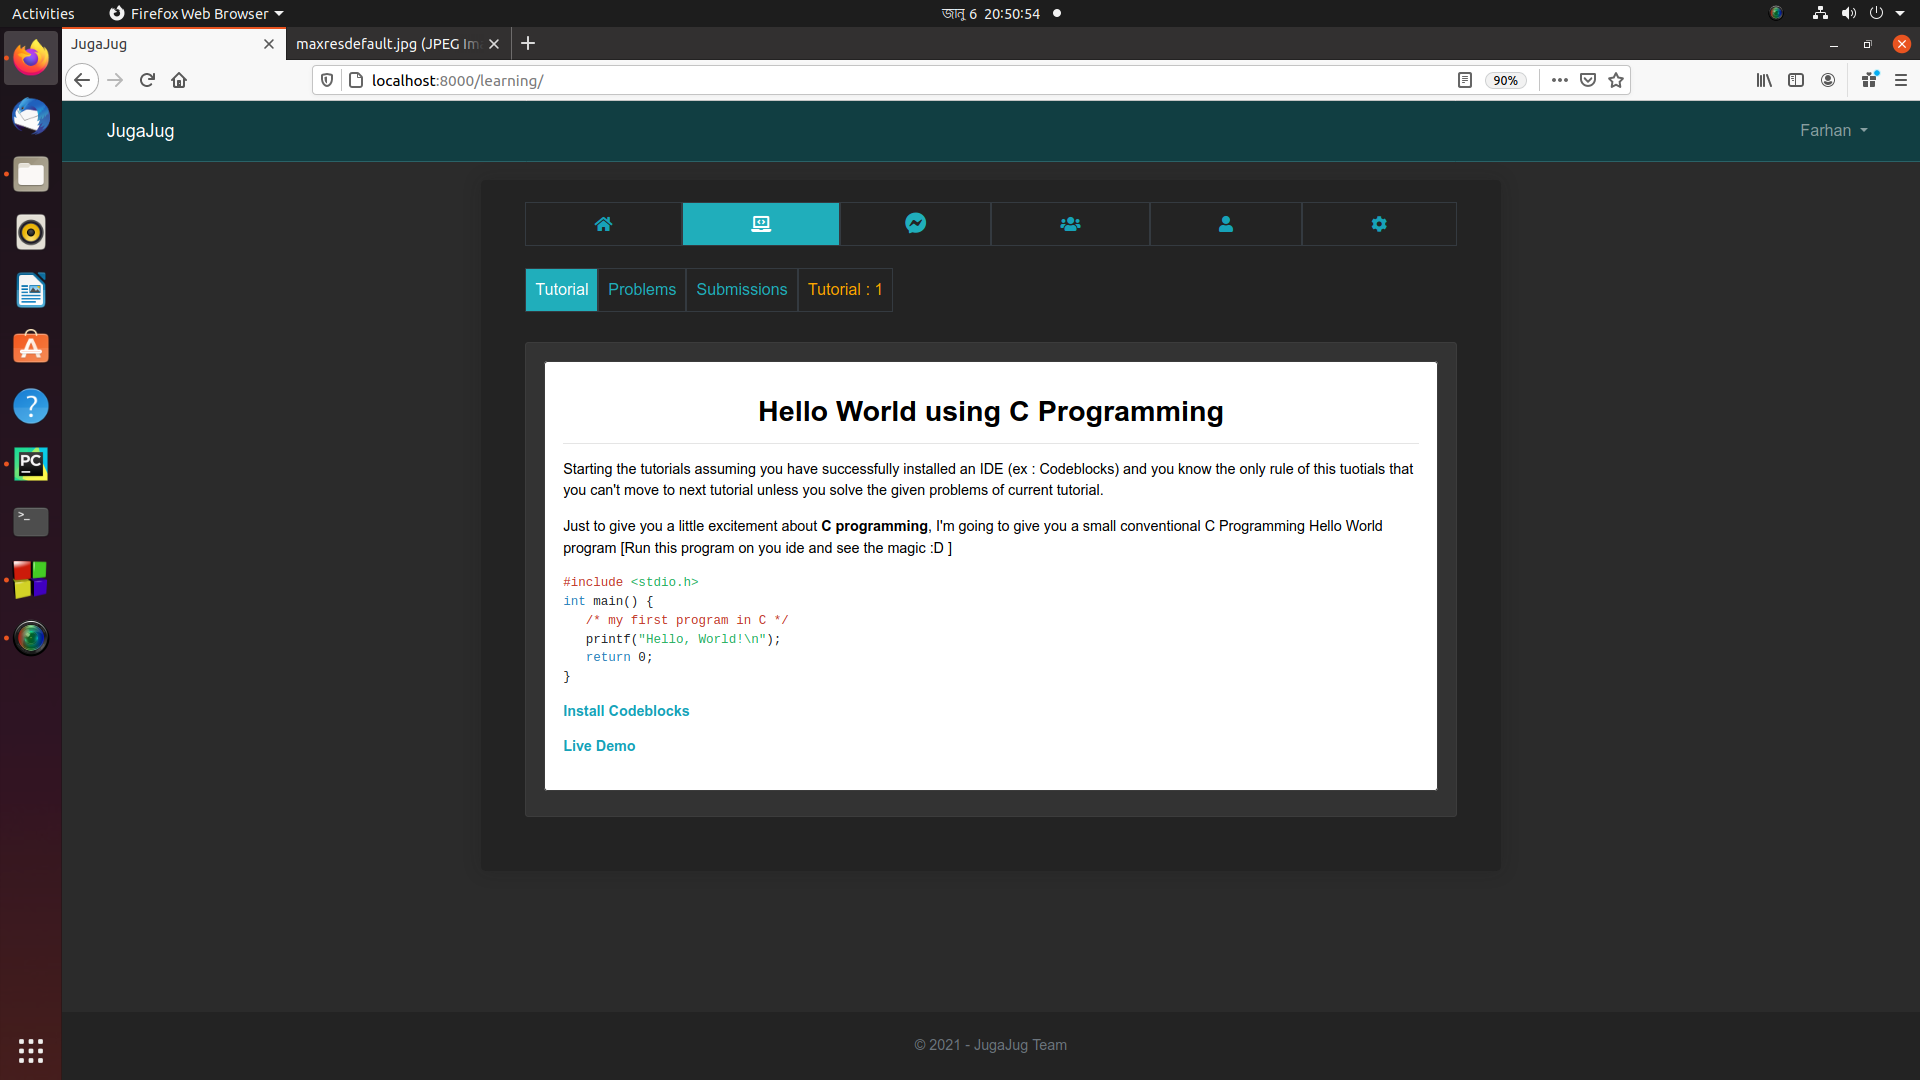 Activities
Firefox Web Browser
জানু 6 20:50:54
JugaJug
maxresdefault.jpg (JPEG Im
localhost:8000/learning/
90%
JugaJug
Farhan
Tutorial
Problems
Submissions
Tutorial : 1
Hello World using C Programming
Starting the tutorials assuming you have successfully installed an IDE (ex : Codeblocks) and you know the only rule of this tuotials that
you can't move to next tutorial unless you solve the given problems of current tutorial.
Just to give you a little excitement about C programming, I'm going to give you a small conventional C Programming Hello World
program [Run this program on you ide and see the magic :D ]
#include <stdio.h>
int main() {
/* my first program in C */
printf("Hello, World!\n");
return 0;
}
Install Codeblocks
Live Demo
© 2021 - JugaJug Team
PC
>_